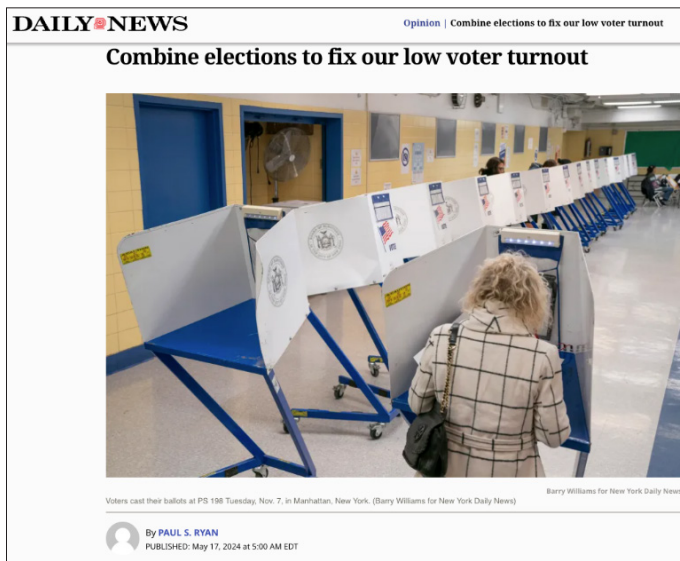 DAILY NEWS
Opinion | Combine elections to fix our low voter turnout
Combine elections to fix our low voter turnout
VOTE
Barry Williams for New York Daily News
Voters cast their ballots at PS 198 Tuesday, Nov. 7, in Manhattan, New York. (Barry Williams for New York Daily News)
By PAUL S. RYAN
PUBLISHED: May 17, 2024 at 5:00 AM EDT